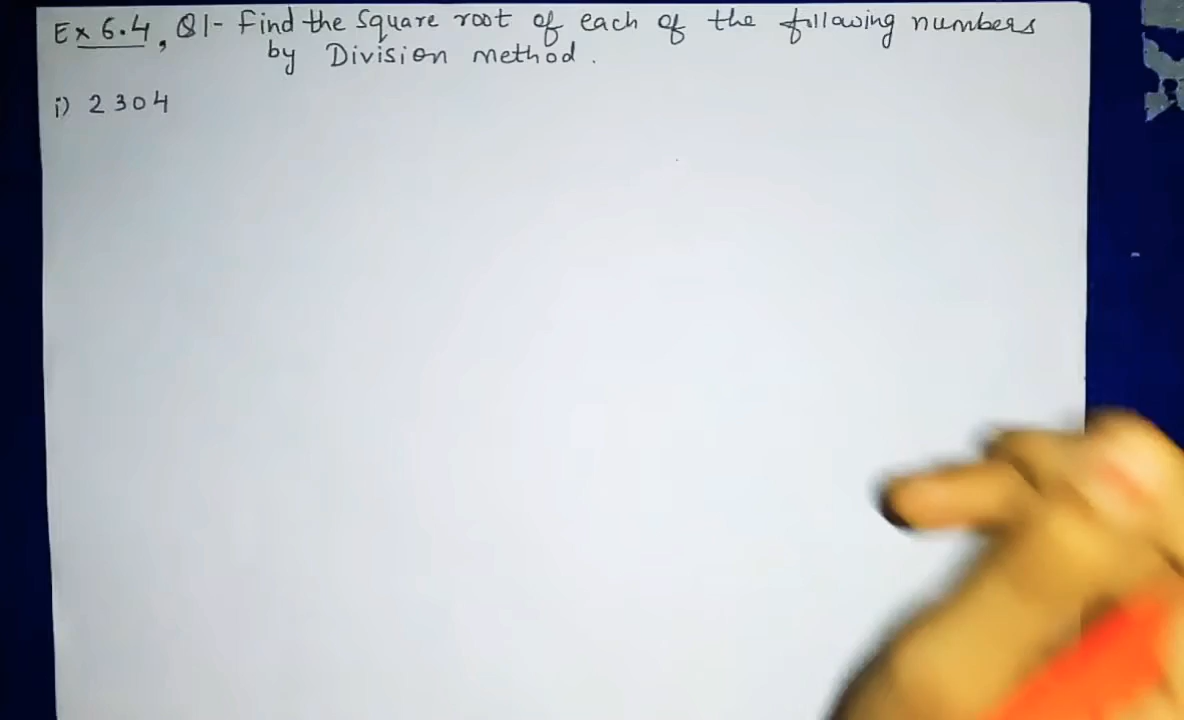 Ex 6.4, Q1- Find the Square root of each of the following numbers
by Division method.
i) 2304